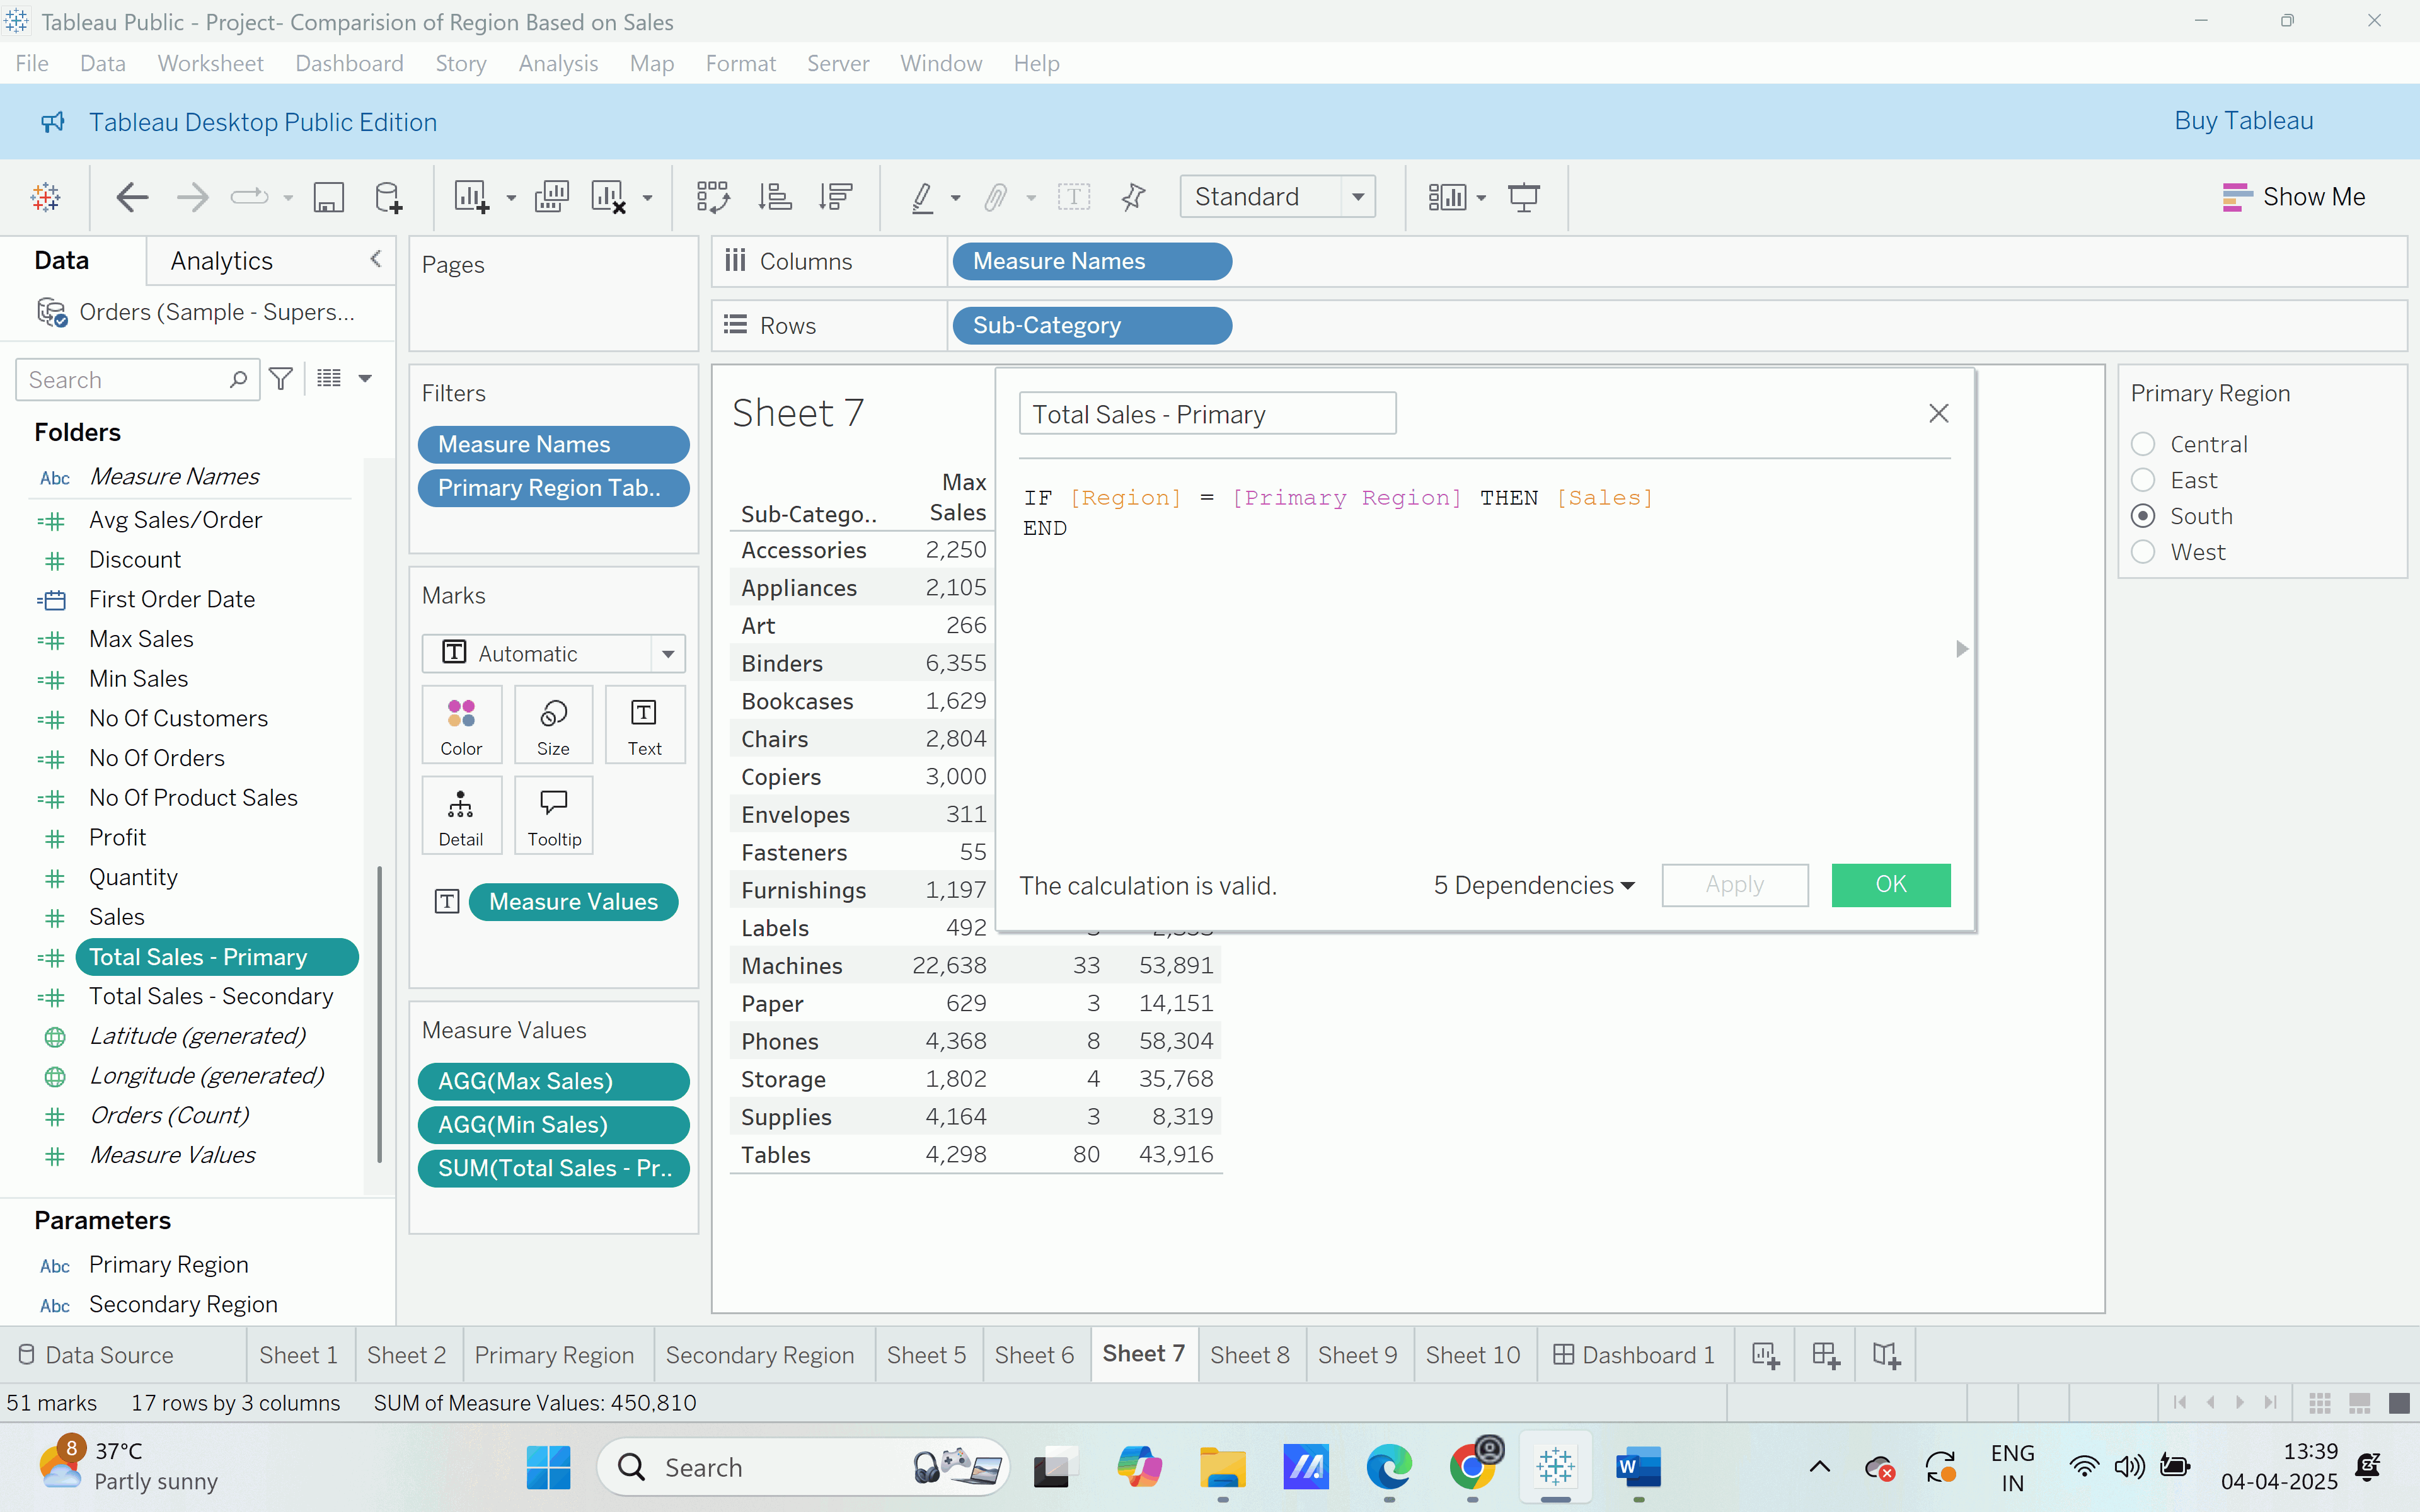 Tableau Public - Project- Comparision of Region Based on Sales
File Data Worksheet Dashboard Story Analysis Map Format Server Window Help
Tableau Desktop Public Edition
Buy Tableau
Standard
Show Me
Data
Analytics
Orders (Sample - Supers...
Search
Folders
Abc Measure Names
Avg Sales/Order
Discount
First Order Date
Max Sales
Min Sales
No Of Customers
No Of Orders
No Of Product Sales
Profit
Quantity
Sales
Total Sales - Primary
Total Sales - Secondary
Latitude (generated)
Longitude (generated)
Orders (Count)
Measure Values
Parameters
Abc Primary Region
Abc Secondary Region
Pages
Filters
Measure Names
Primary Region Tab..
Marks
Automatic
Color Size Text
Detail Tooltip
Measure Values
Measure Values
AGG(Max Sales)
AGG(Min Sales)
SUM(Total Sales - Pr..
Columns Measure Names
Rows Sub-Category
Sheet 7
Sub-Catego.. Max Sales
Accessories 2,250
Appliances 2,105
Art 266
Binders 6,355
Bookcases 1,629
Chairs 2,804
Copiers 3,000
Envelopes 311
Fasteners 55
Furnishings 1,197
Labels 492
Machines 22,638 33 53,891
Paper 629 3 14,151
Phones 4,368 8 58,304
Storage 1,802 4 35,768
Supplies 4,164 3 8,319
Tables 4,298 80 43,916
Total Sales - Primary
IF [Region] = [Primary Region] THEN [Sales]
END
The calculation is valid.
5 Dependencies
Apply
OK
Primary Region
Central
East
South
West
Data Source Sheet 1 Sheet 2 Primary Region Secondary Region Sheet 5 Sheet 6 Sheet 7 Sheet 8 Sheet 9 Sheet 10 Dashboard 1
51 marks 17 rows by 3 columns SUM of Measure Values: 450,810
8
37°C
Partly sunny
Search
ENG
IN
13:39
04-04-2025